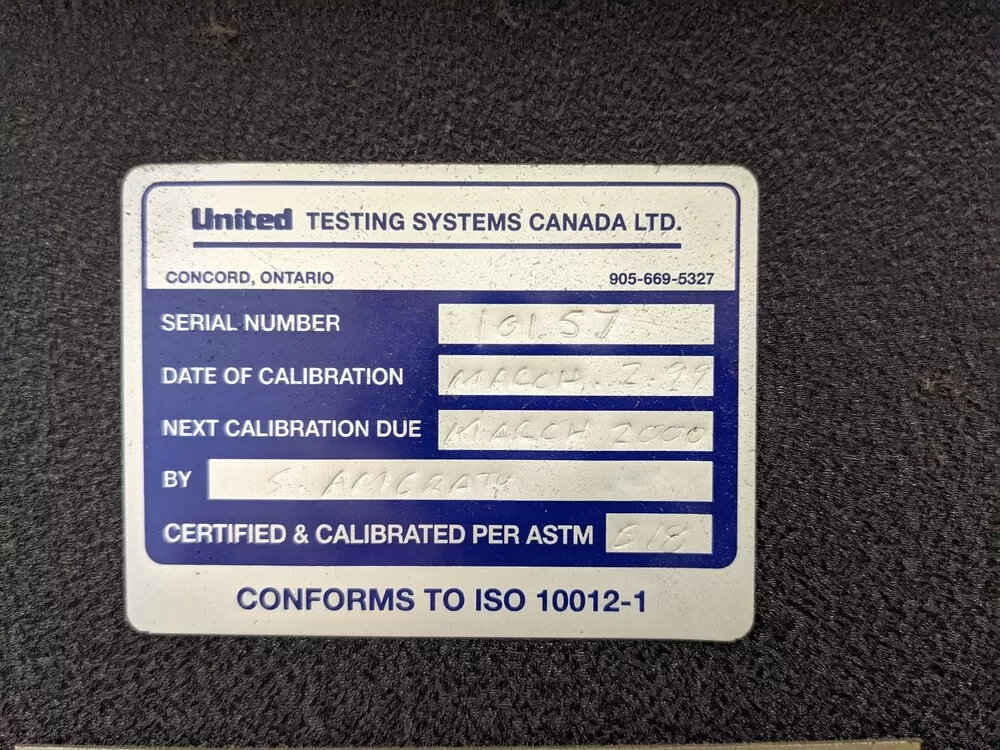 United TESTING SYSTEMS CANADA LTD.
CONCORD, ONTARIO 905-669-5327
SERIAL NUMBER 10157
DATE OF CALIBRATION MARCH 2.99
NEXT CALIBRATION DUE MARCH 2000
BY S.
CERTIFIED & CALIBRATED PER ASTM E18
CONFORMS TO ISO 10012-1